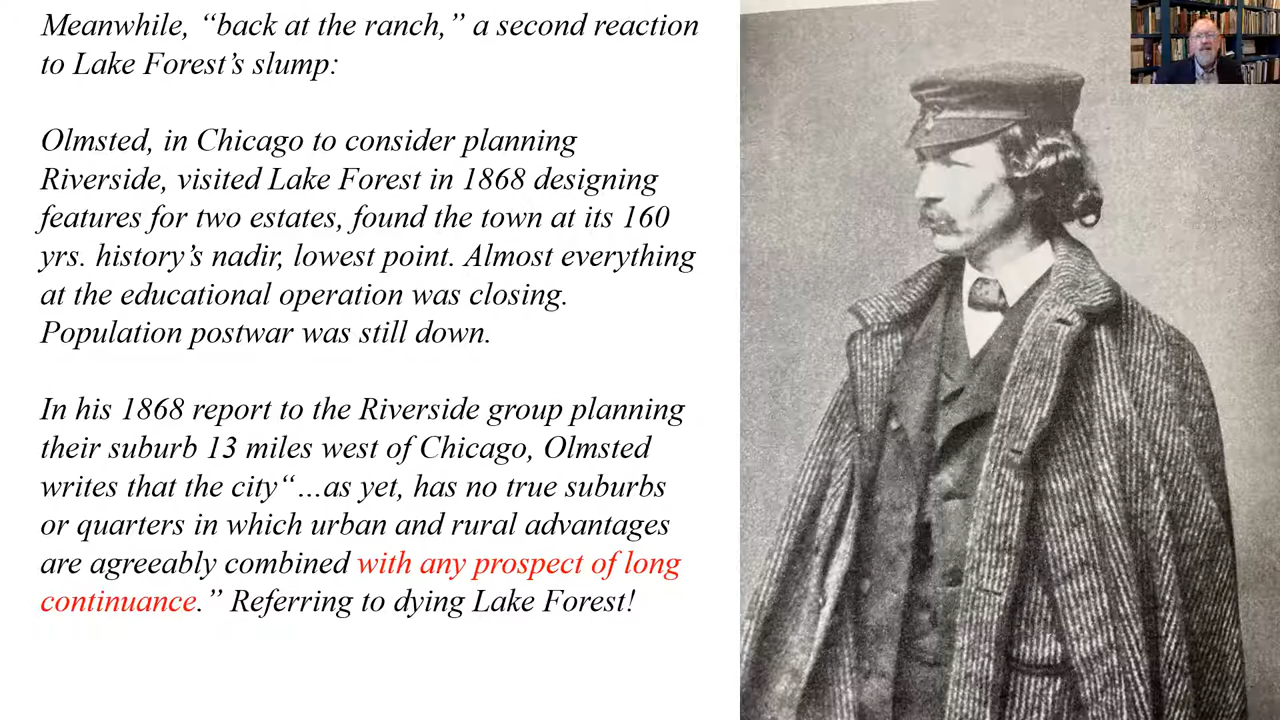 Meanwhile, “back at the ranch,” a second reaction
to Lake Forest’s slump:
Olmsted, in Chicago to consider planning
Riverside, visited Lake Forest in 1868 designing
features for two estates, found the town at its 160
yrs. history’s nadir, lowest point. Almost everything
at the educational operation was closing.
Population postwar was still down.
In his 1868 report to the Riverside group planning
their suburb 13 miles west of Chicago, Olmsted
writes that the city“…as yet, has no true suburbs
or quarters in which urban and rural advantages
are agreeably combined with any prospect of long
continuance.” Referring to dying Lake Forest!